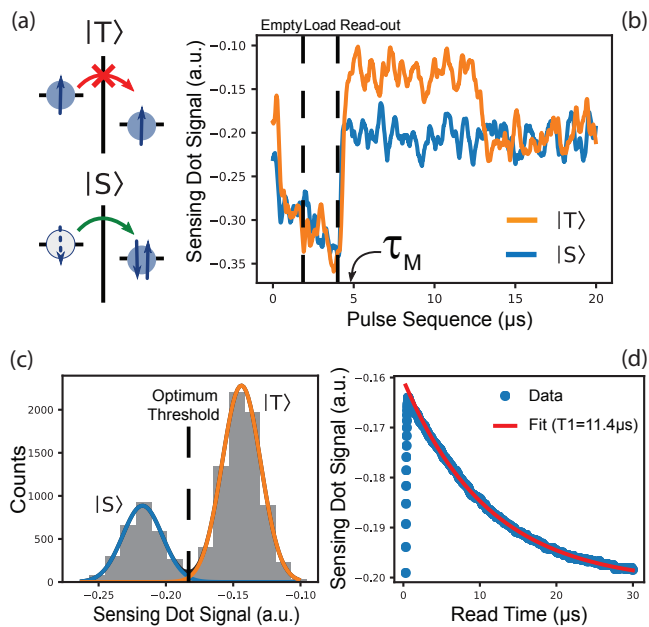 (a)
|T⟩
|S⟩
(b)
Empty Load Read-out
Sensing Dot Signal (a.u.)
−0.10
−0.15
−0.20
−0.25
−0.30
−0.35
|T⟩
|S⟩
τM
0 5 10 15 20
Pulse Sequence (μs)
(c)
Counts
2000
1500
1000
500
0
Optimum
Threshold
|T⟩
|S⟩
−0.25 −0.20 −0.15 −0.10
Sensing Dot Signal (a.u.)
(d)
Sensing Dot Signal (a.u.)
−0.16
−0.17
−0.18
−0.19
−0.20
Data
Fit (T1=11.4μs)
0 10 20 30
Read Time (μs)